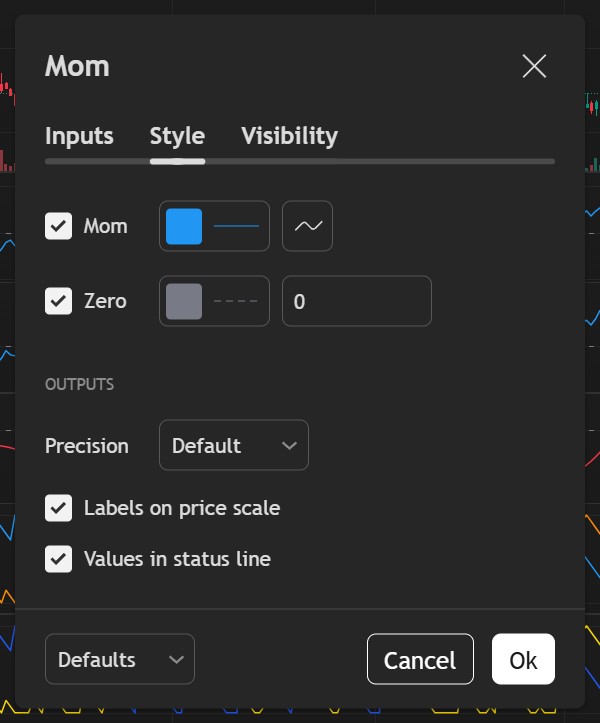 Mom
Inputs Style Visibility
Mom
Zero 0
OUTPUTS
Precision Default
Labels on price scale
Values in status line
Defaults Cancel Ok